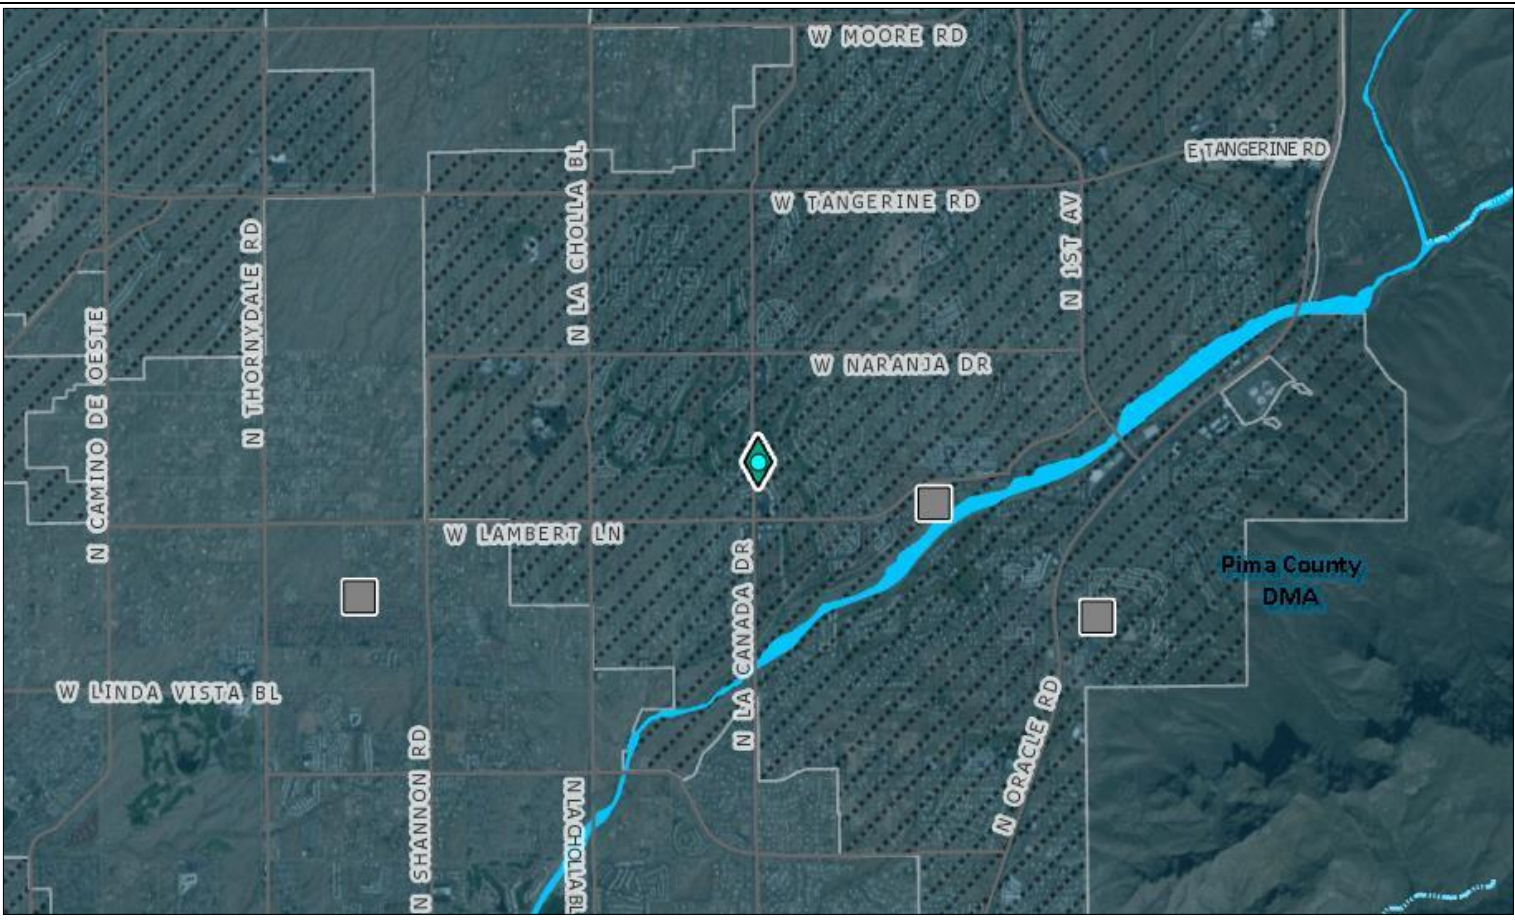 W MOORE RD
E TANGERINE RD
W TANGERINE RD
N LA CHOLLA BL
N 1ST AV
N THORNYDALE RD
N CAMINO DE OESTE
W NARANJA DR
W LAMBERT LN
Pima County
DMA
N LA CANADA DR
W LINDA VISTA BL
N ORACLE RD
N SHANNON RD
N LA CHOLLA BL